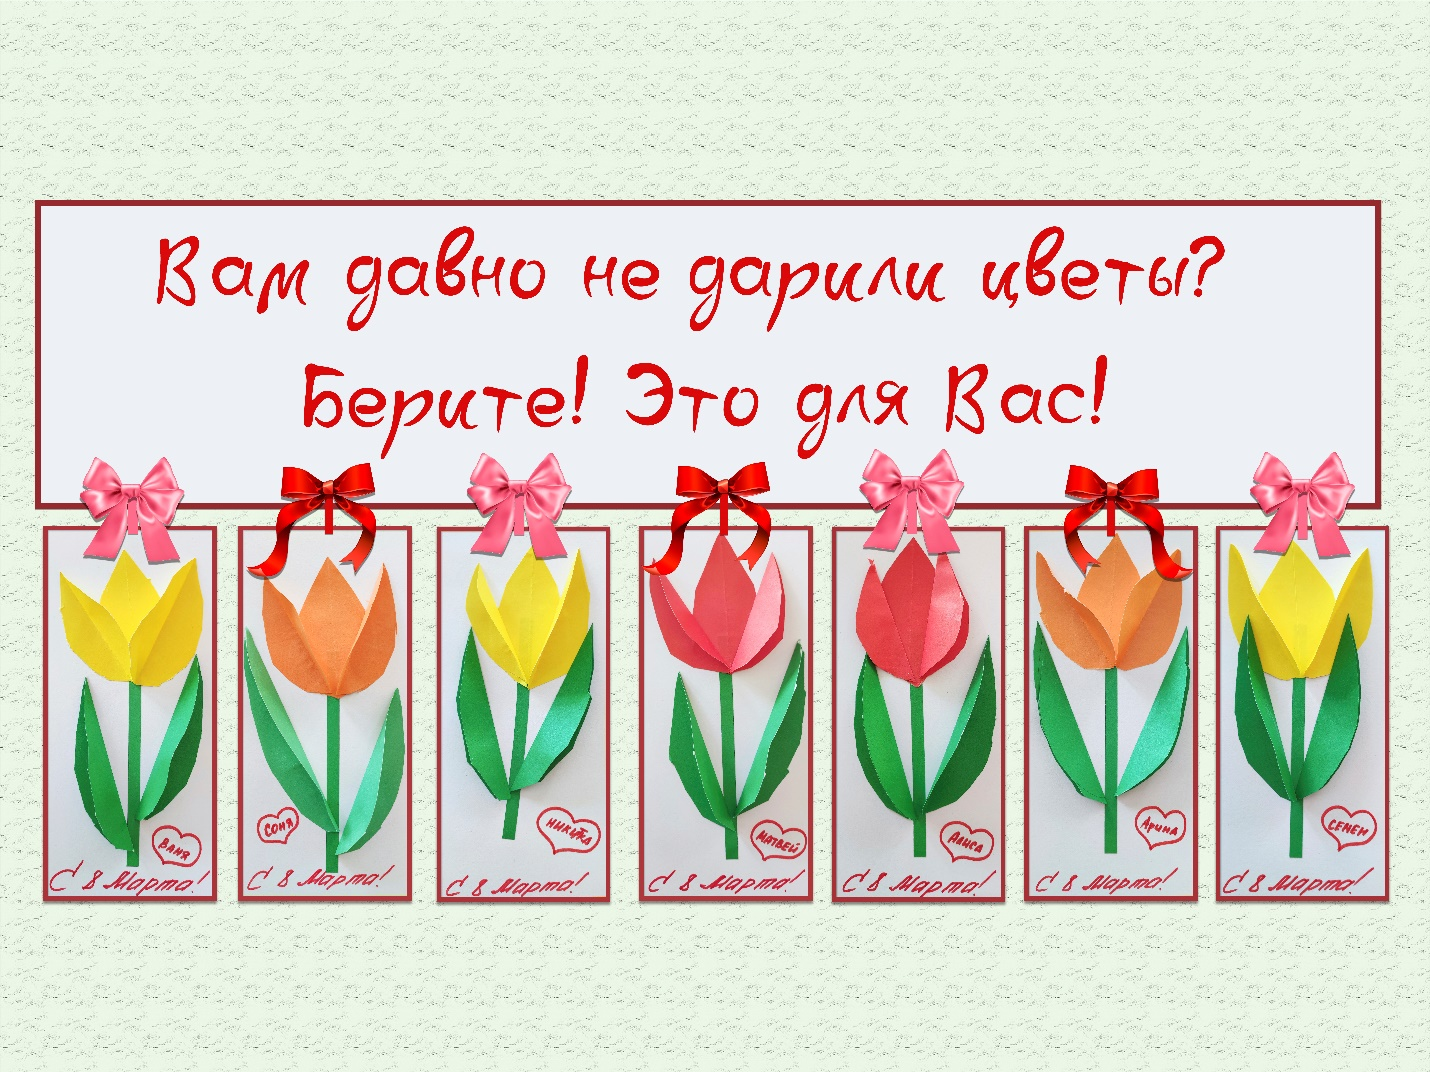 Вам давно не дарили цветы?
Берите! Это для Вас!
ВАНЯ
С 8 Марта!
СОНЯ
С 8 Марта!
НИКИТКА
С 8 Марта!
МАТВЕЙ
С 8 Марта!
Алиса
С 8 Марта!
Арина
С 8 Марта!
СЕМЕН
С 8 Марта!